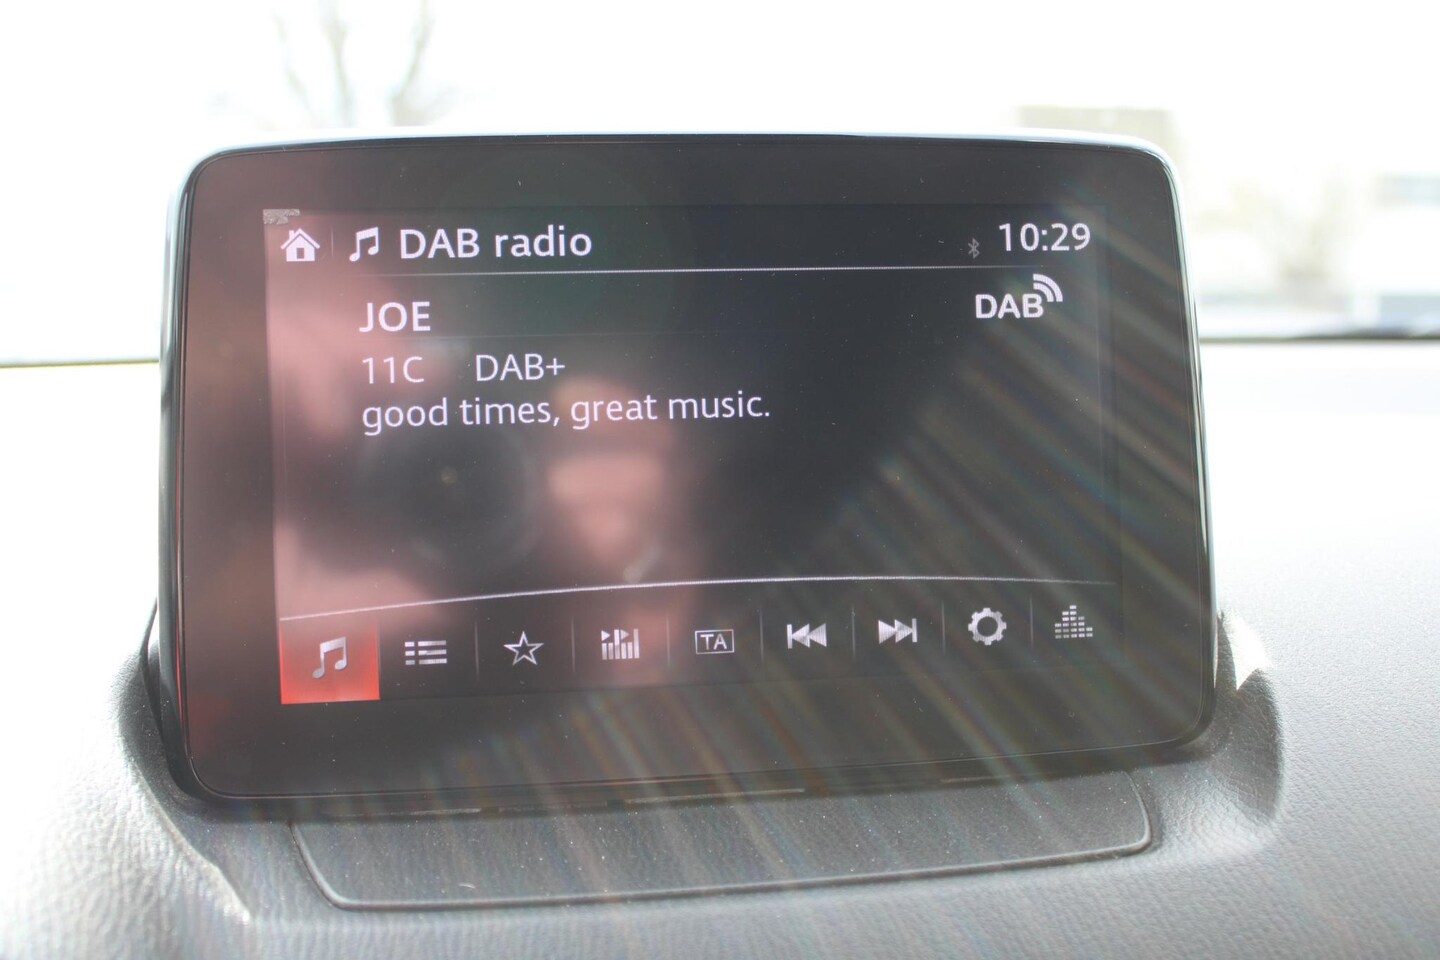 DAB radio 10:29
JOE DAB
11C DAB+
good times, great music.
TA